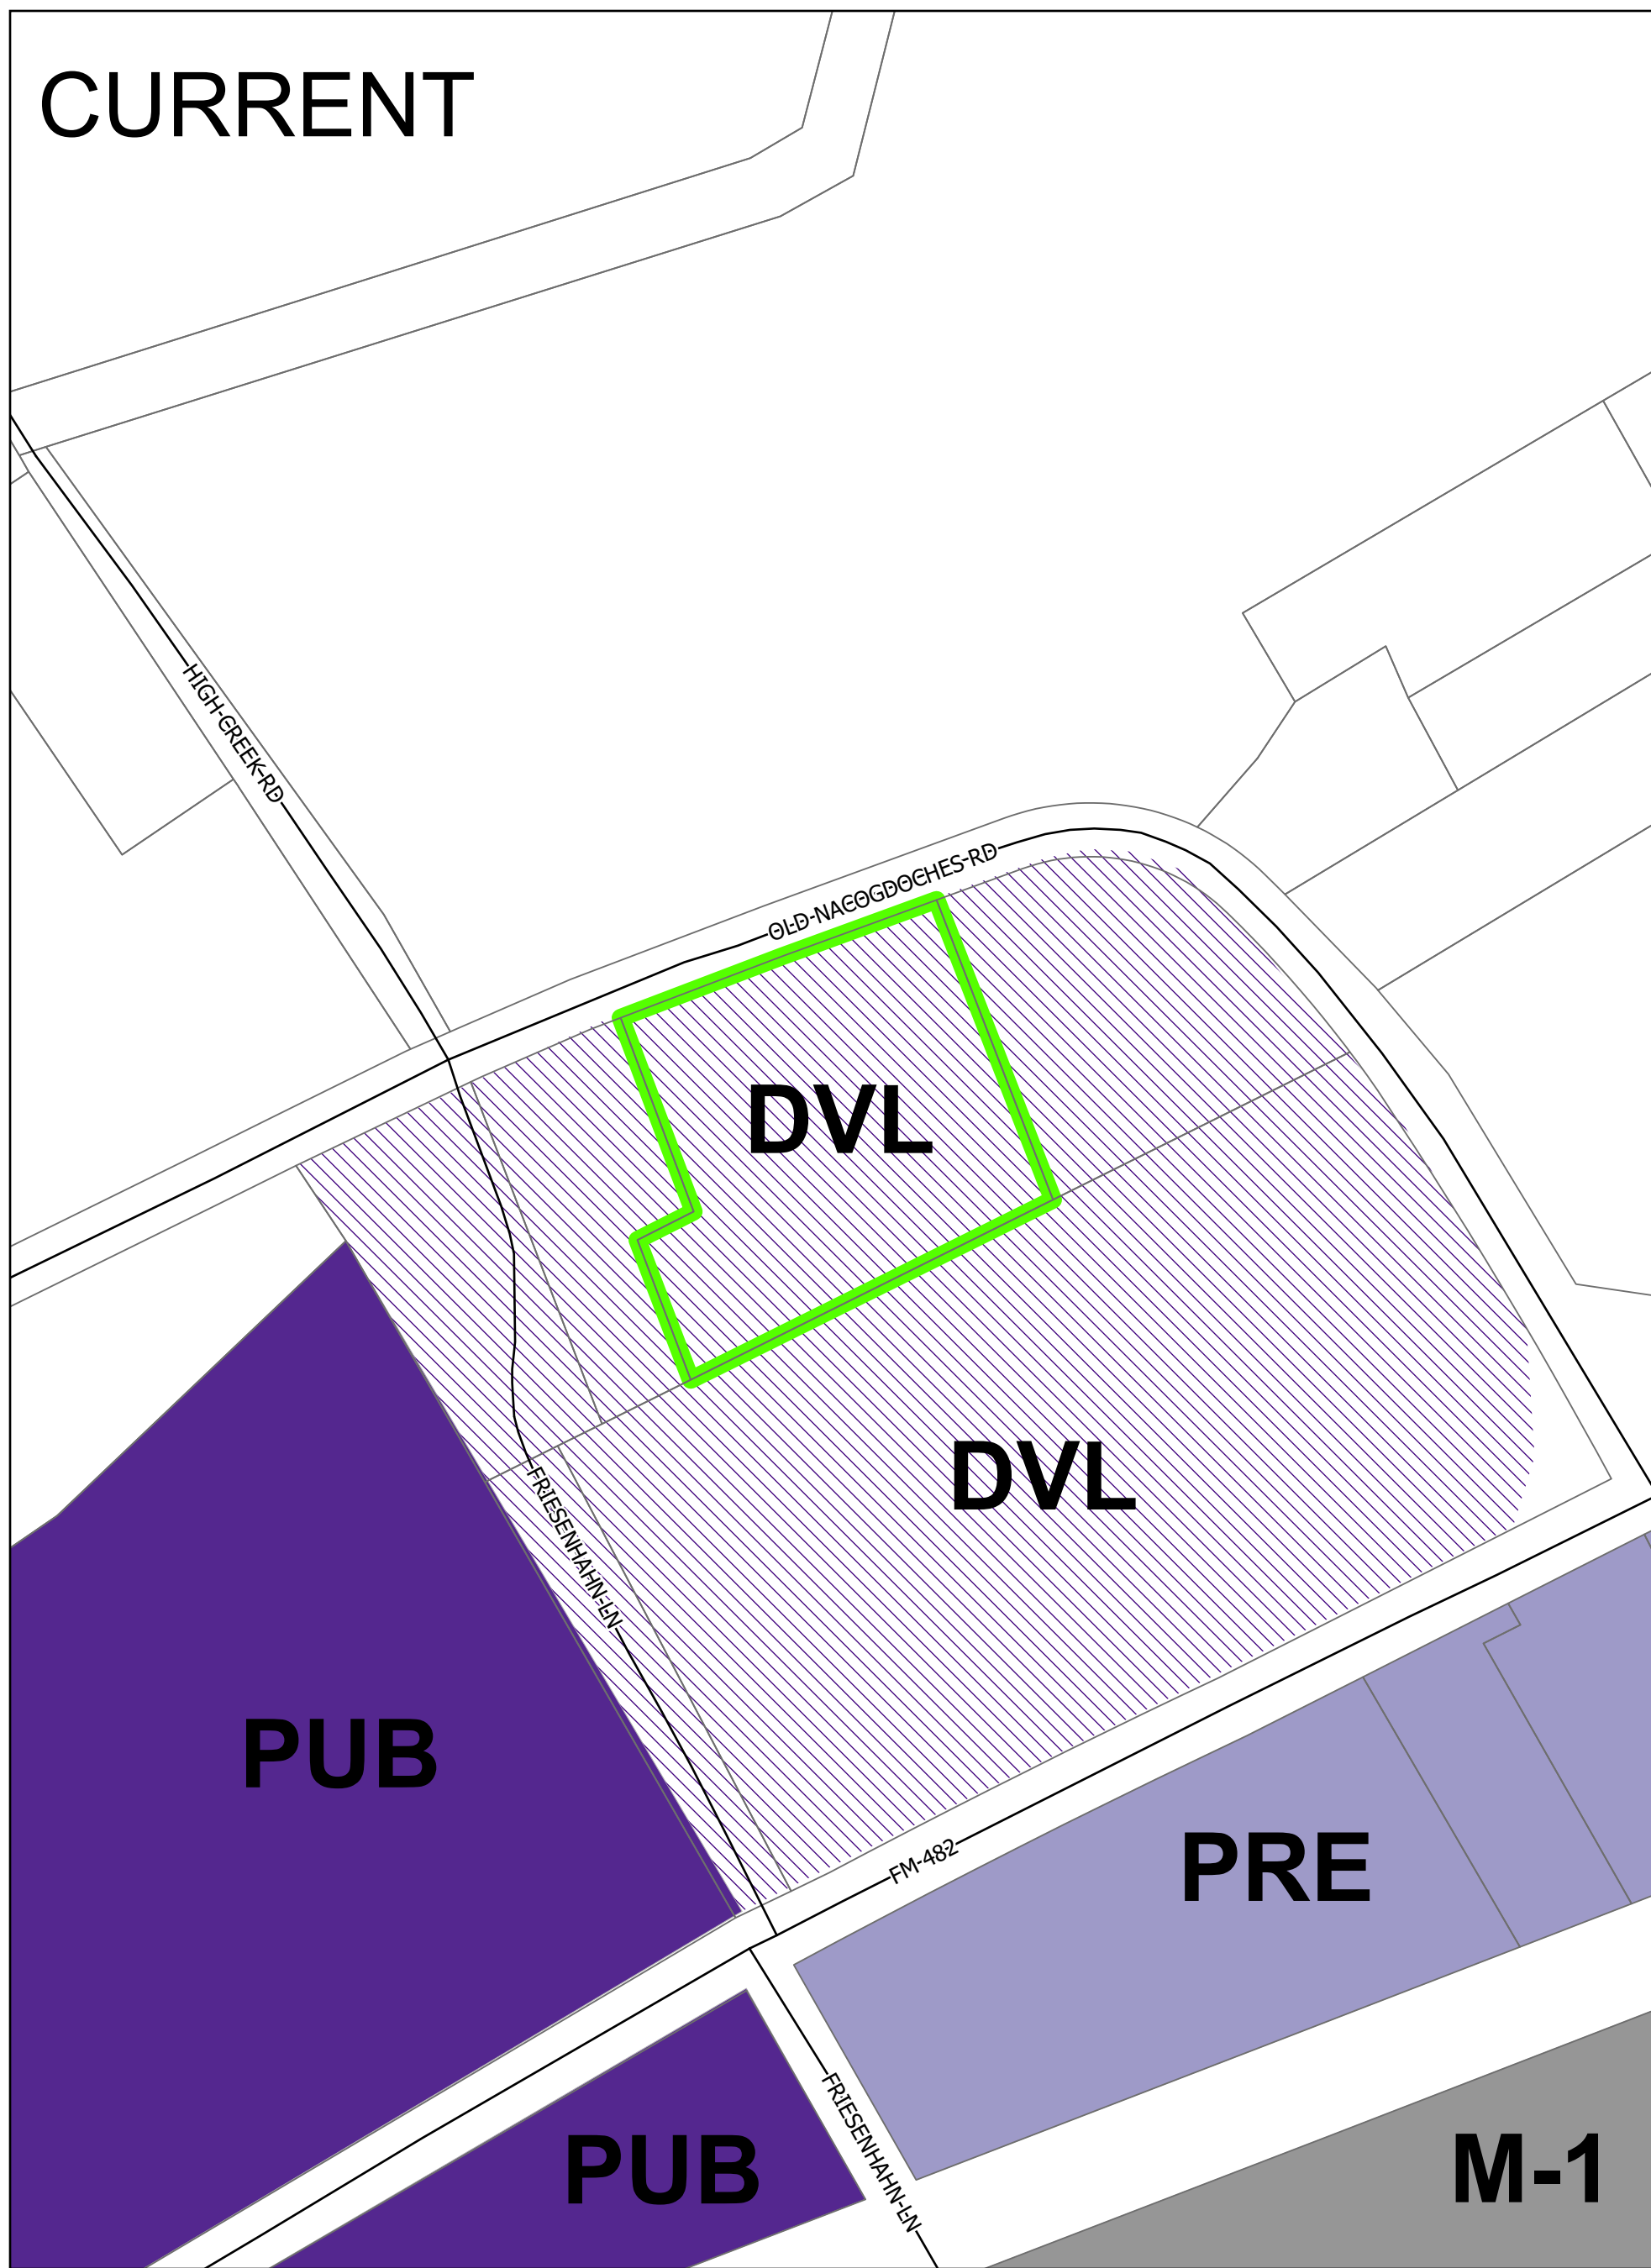 CURRENT
HIGH-CREEK-RD
OLD-NACOGDOCHES-RD
DVL
DVL
FRIESENHAHN-LN
PUB
PRE
FM-482
FRIESENHAHN-LN
PUB
M-1